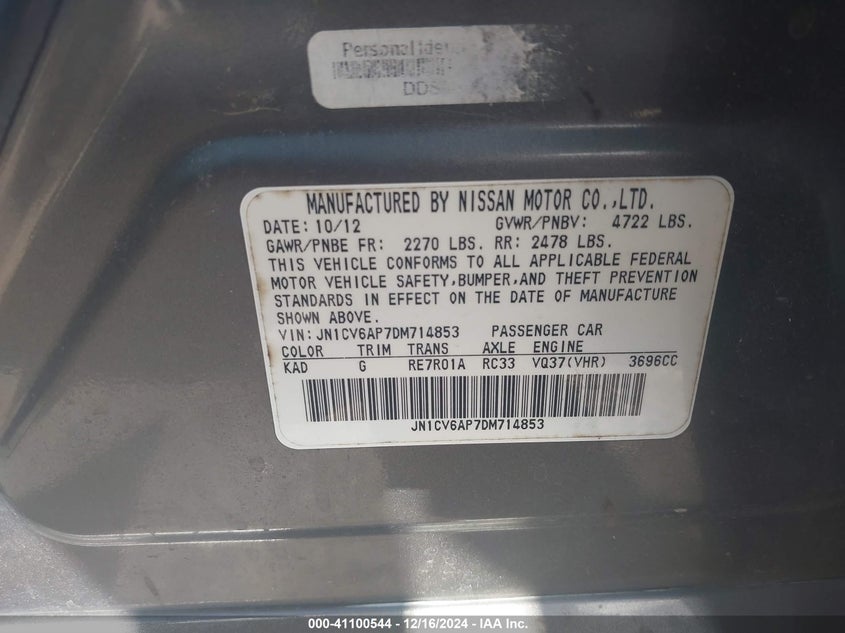 Personal
DDS
MANUFACTURED BY NISSAN MOTOR CO.,LTD.
DATE: 10/12 GVWR/PNBV: 4722 LBS.
GAWR/PNBE FR: 2270 LBS. RR: 2478 LBS.
THIS VEHICLE CONFORMS TO ALL APPLICABLE FEDERAL
MOTOR VEHICLE SAFETY,BUMPER,AND THEFT PREVENTION
STANDARDS IN EFFECT ON THE DATE OF MANUFACTURE
SHOWN ABOVE.
VIN: JN1CV6AP7DM714853 PASSENGER CAR
COLOR TRIM TRANS AXLE ENGINE
KAD G RE7R01A RC33 VQ37(VHR) 3696CC
JN1CV6AP7DM714853
000-41100544 - 12/16/2024 - IAA Inc.